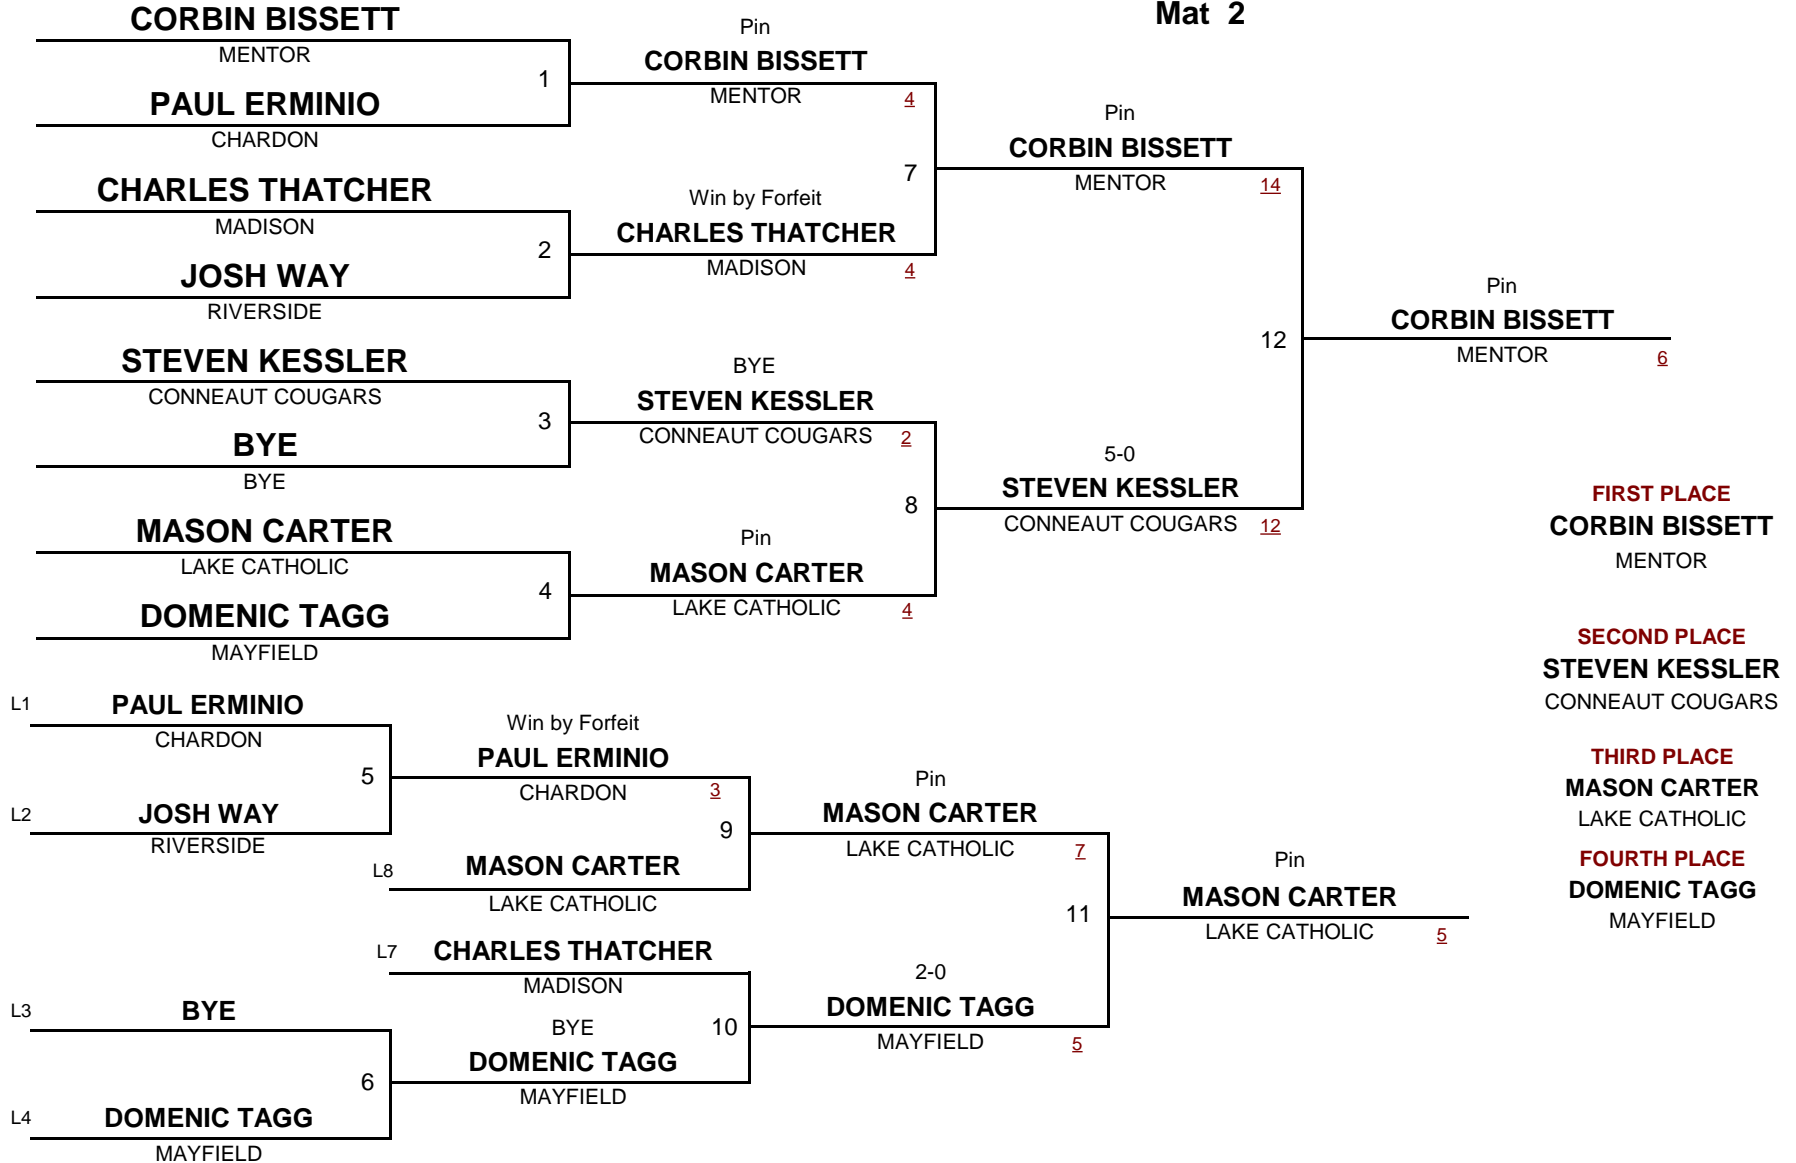 Mat 2
CORBIN BISSETT
MENTOR
1
PAUL ERMINIO
CHARDON
CHARLES THATCHER
MADISON
2
JOSH WAY
RIVERSIDE
STEVEN KESSLER
CONNEAUT COUGARS
3
BYE
BYE
MASON CARTER
LAKE CATHOLIC
4
DOMENIC TAGG
MAYFIELD
Pin
CORBIN BISSETT
MENTOR 4
7
Win by Forfeit
CHARLES THATCHER
MADISON 4
BYE
STEVEN KESSLER
CONNEAUT COUGARS 2
8
Pin
MASON CARTER
LAKE CATHOLIC 4
Pin
CORBIN BISSETT
MENTOR 14
12
5-0
STEVEN KESSLER
CONNEAUT COUGARS 12
Pin
CORBIN BISSETT
MENTOR 6
FIRST PLACE
CORBIN BISSETT
MENTOR
SECOND PLACE
STEVEN KESSLER
CONNEAUT COUGARS
THIRD PLACE
MASON CARTER
LAKE CATHOLIC
FOURTH PLACE
DOMENIC TAGG
MAYFIELD
L1 PAUL ERMINIO
CHARDON
5
L2 JOSH WAY
RIVERSIDE
L3 BYE
6
L4 DOMENIC TAGG
MAYFIELD
Win by Forfeit
PAUL ERMINIO
CHARDON 3
9
L8 MASON CARTER
LAKE CATHOLIC
L7 CHARLES THATCHER
MADISON
10
BYE
DOMENIC TAGG
MAYFIELD
Pin
MASON CARTER
LAKE CATHOLIC 7
11
2-0
DOMENIC TAGG
MAYFIELD 5
Pin
MASON CARTER
LAKE CATHOLIC 5